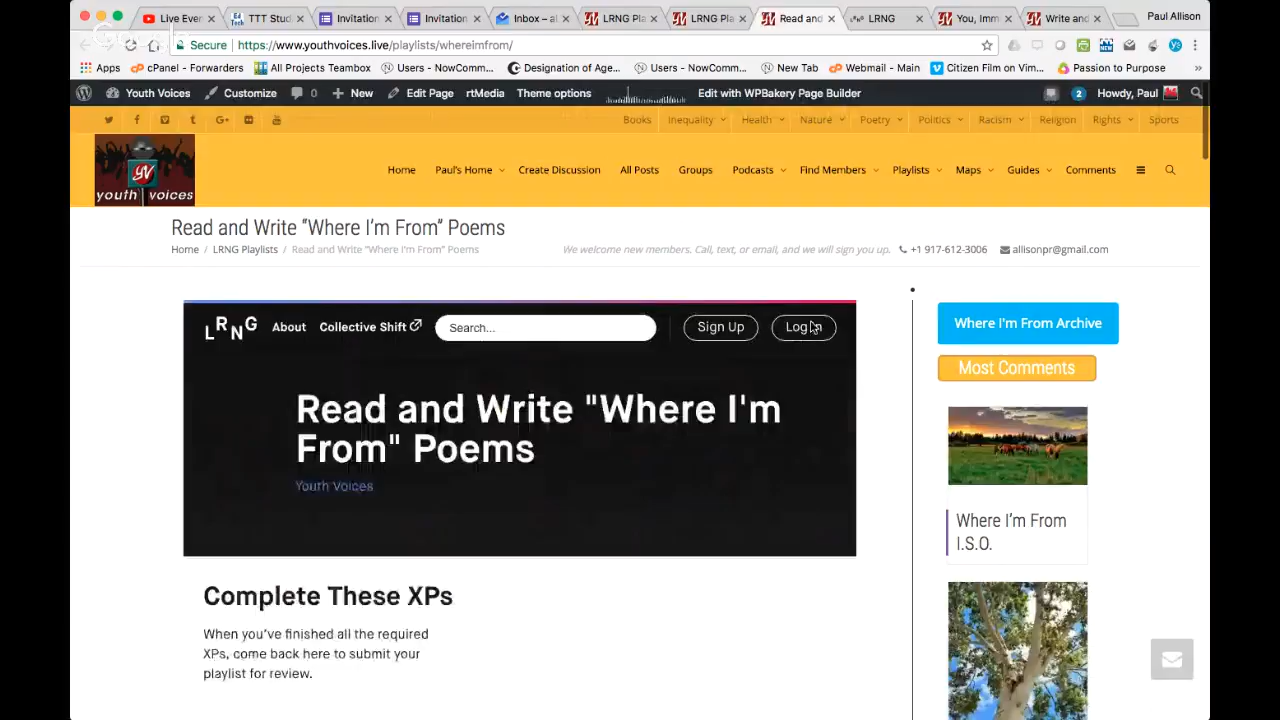 Live Even
TTT Stud
Invitation
Invitation
Inbox – al
LRNG Pla
LRNG Pla
Read and
LRNG
You, Imm
Write and
Paul Allison
Secure https://www.youthvoices.live/playlists/whereimfrom/
Apps cPanel - Forwarders All Projects Teambox Users - NowComm... Designation of Age... Users - NowComm... New Tab Webmail - Main Citizen Film on Vim... Passion to Purpose »
Youth Voices Customize 0 New Edit Page rtMedia Theme options Edit with WPBakery Page Builder 2 Howdy, Paul
Books Inequality Health Nature Poetry Politics Racism Religion Rights Sports
YV
youth voices
Home Paul's Home Create Discussion All Posts Groups Podcasts Find Members Playlists Maps Guides Comments
Read and Write "Where I'm From" Poems
Home / LRNG Playlists / Read and Write "Where I'm From" Poems
We welcome new members. Call, text, or email, and we will sign you up. +1 917-612-3006 allisonpr@gmail.com
LRNG About Collective Shift Search... Sign Up Log In
Read and Write "Where I'm
From" Poems
Youth Voices
Complete These XPs
When you've finished all the required
XPs, come back here to submit your
playlist for review.
Where I'm From Archive
Most Comments
Where I'm From
I.S.O.